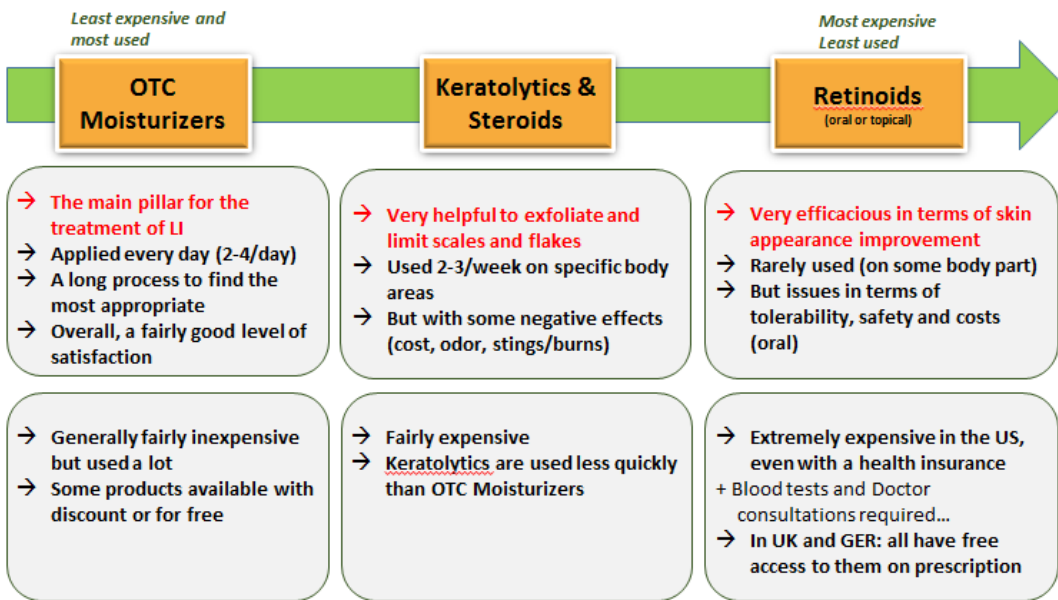 Least expensive and
most used
Most expensive
Least used
OTC
Moisturizers
Keratolytics &
Steroids
Retinoids
(oral or topical)
→ The main pillar for the
treatment of LI
→ Applied every day (2-4/day)
→ A long process to find the
most appropriate
→ Overall, a fairly good level of
satisfaction
→ Very helpful to exfoliate and
limit scales and flakes
→ Used 2-3/week on specific body
areas
→ But with some negative effects
(cost, odor, stings/burns)
→ Very efficacious in terms of skin
appearance improvement
→ Rarely used (on some body part)
→ But issues in terms of
tolerability, safety and costs
(oral)
→ Generally fairly inexpensive
but used a lot
→ Some products available with
discount or for free
→ Fairly expensive
→ Keratolytics are used less quickly
than OTC Moisturizers
→ Extremely expensive in the US,
even with a health insurance
+ Blood tests and Doctor
consultations required...
→ In UK and GER: all have free
access to them on prescription